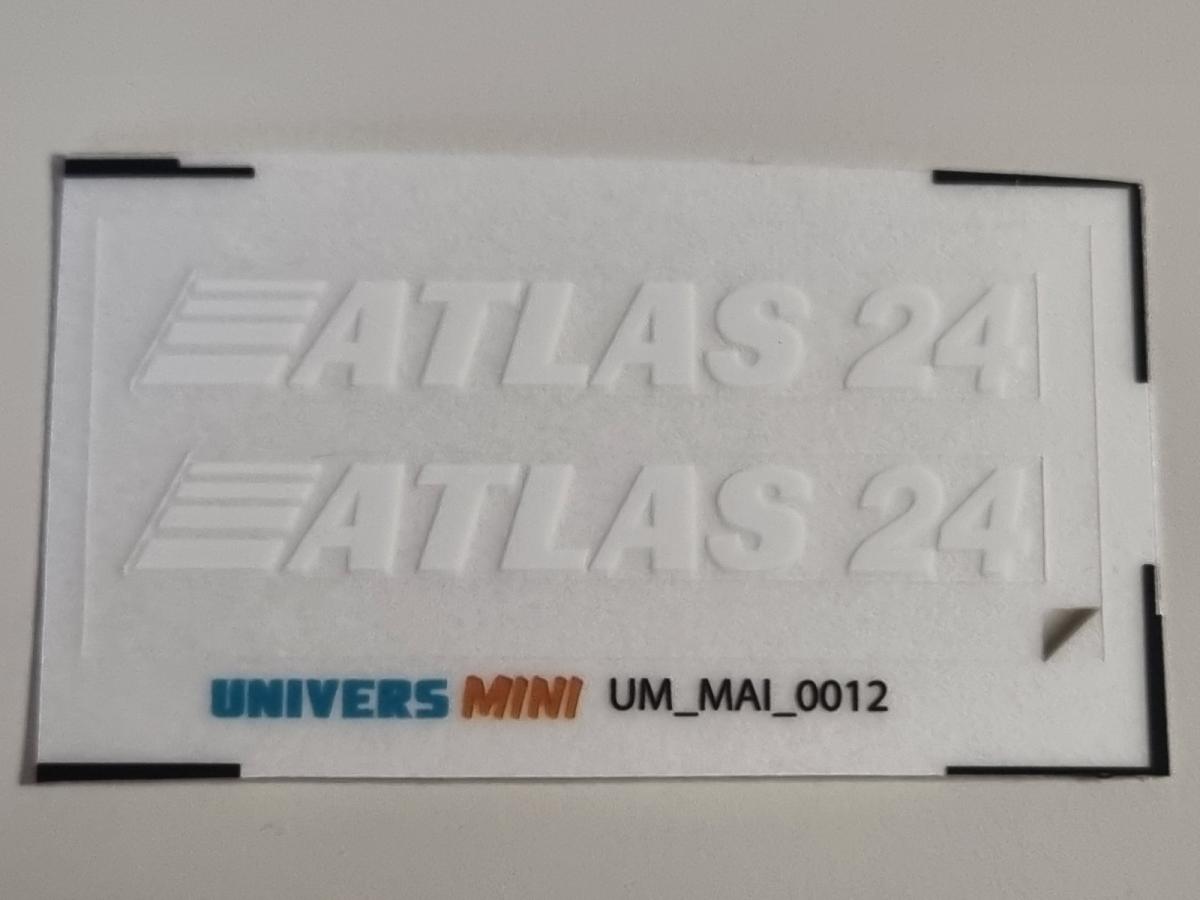 ATLAS 24
ATLAS 24
UNIVERS MINI UM_MAI_0012